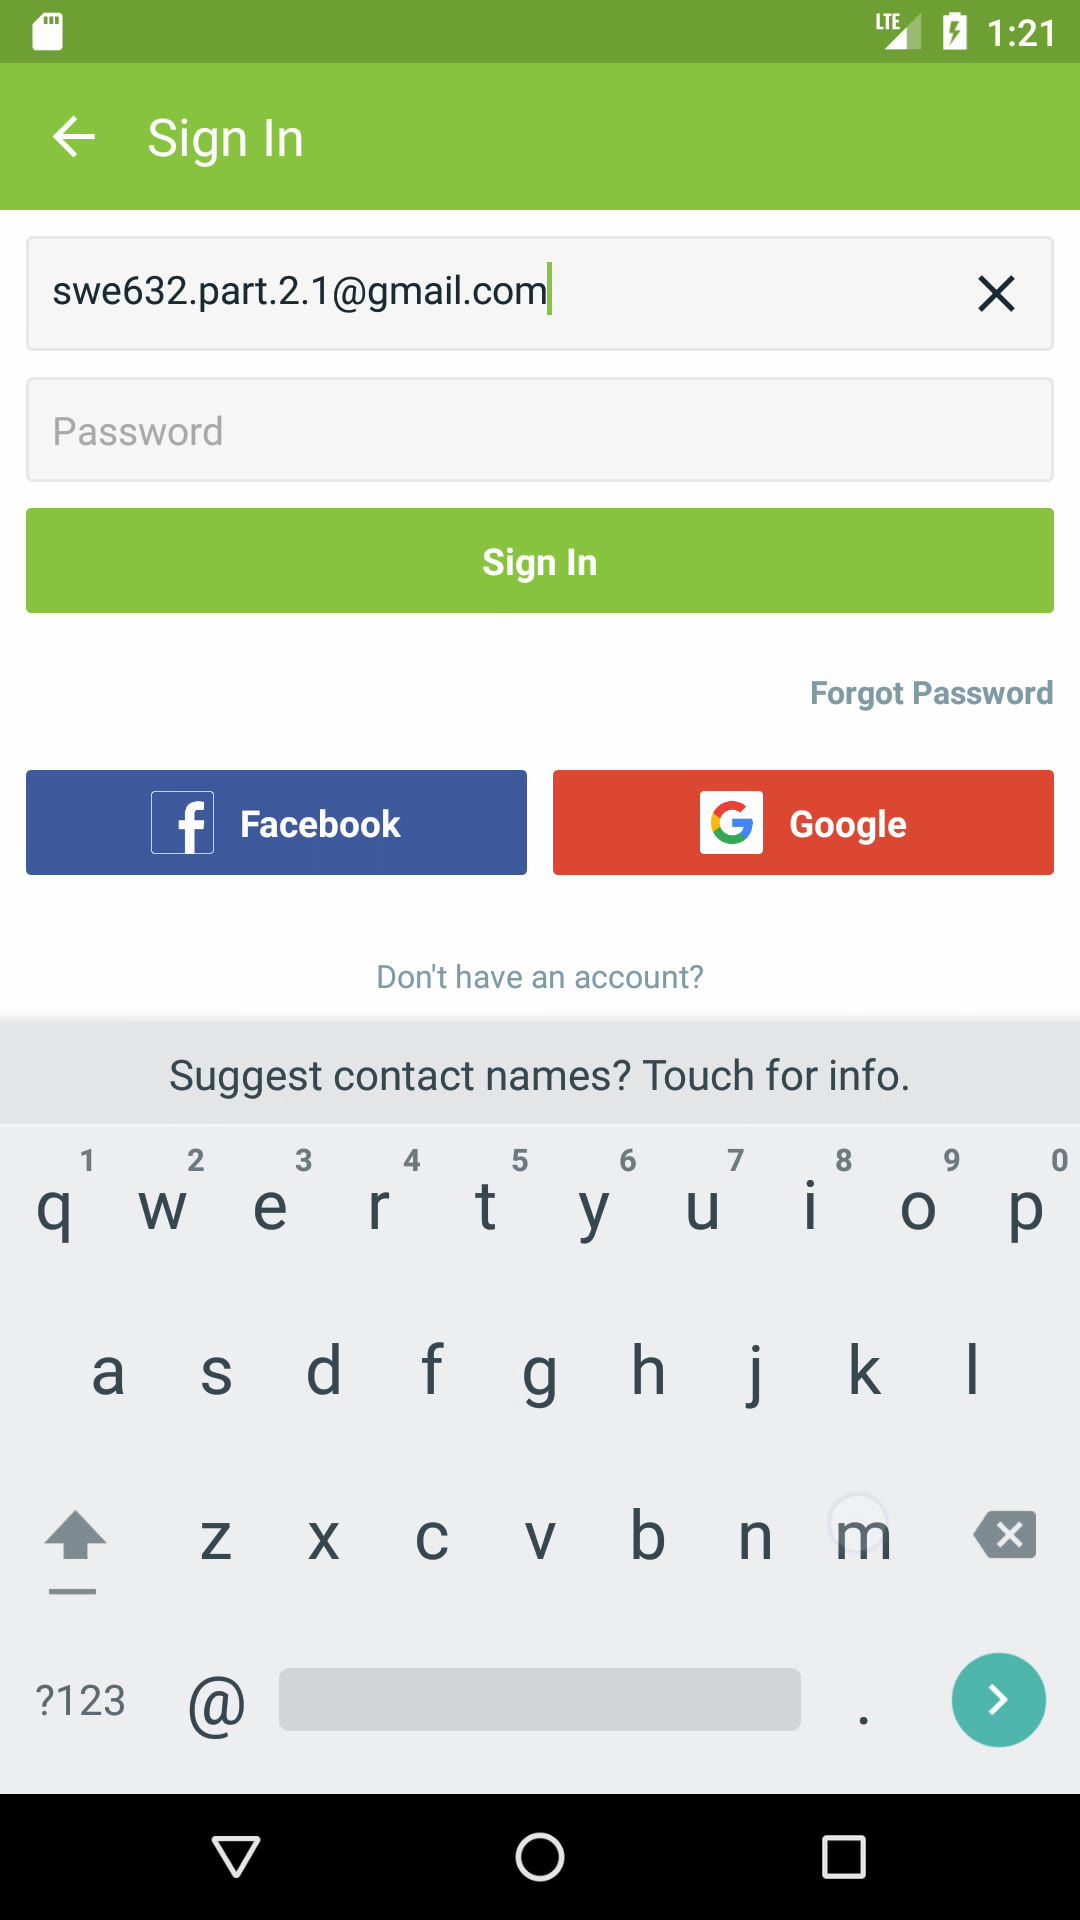 LTE 1:21
Sign In
swe632.part.2.1@gmail.com
Password
Sign In
Forgot Password
Facebook Google
Don't have an account?
Suggest contact names? Touch for info.
1 2 3 4 5 6 7 8 9 0
q w e r t y u i o p
a s d f g h j k l
z x c v b n m
?123 @ .